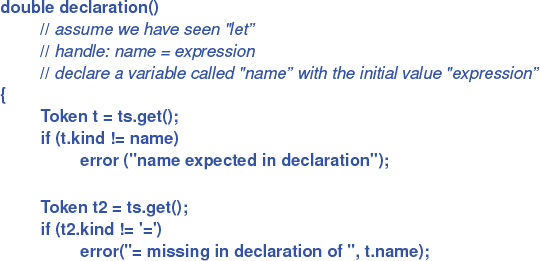 double declaration()
// assume we have seen "let”
// handle: name = expression
// declare a variable called "name” with the initial value "expression”
{
Token t = ts.get();
if (t.kind != name)
error ("name expected in declaration");
Token t2 = ts.get();
if (t2.kind != '=')
error("= missing in declaration of ", t.name);